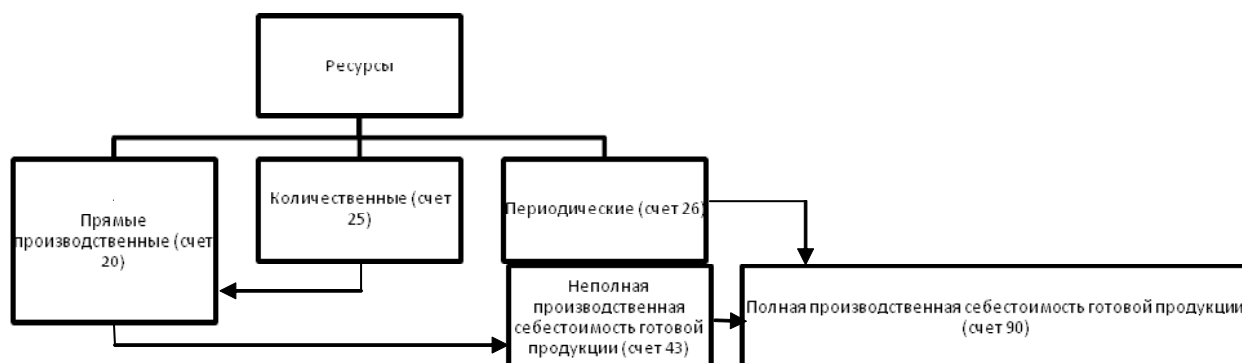 Ресурсы
.
Прямые
производственные (счет
20)
Количественные (счет
25)
Периодические (счет 26)
Неполная
производственная
себестоимость готовой
продукции (счет 43)
Полная производственная себестоимость готовой продукции
(счет 90)